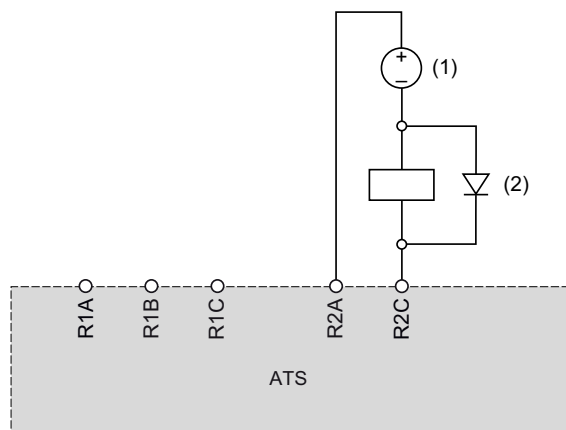 +
(1)
−
(2)
R1A
R1B
R1C
R2A
R2C
ATS